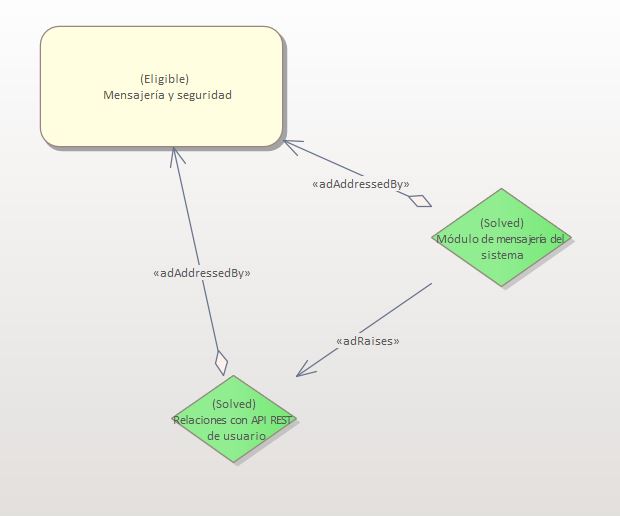 (Eligible)
Mensajería y seguridad
«adAddressedBy»
(Solved)
Módulo de mensajería del
sistema
«adAddressedBy»
«adRaises»
(Solved)
Relaciones con API REST
de usuario